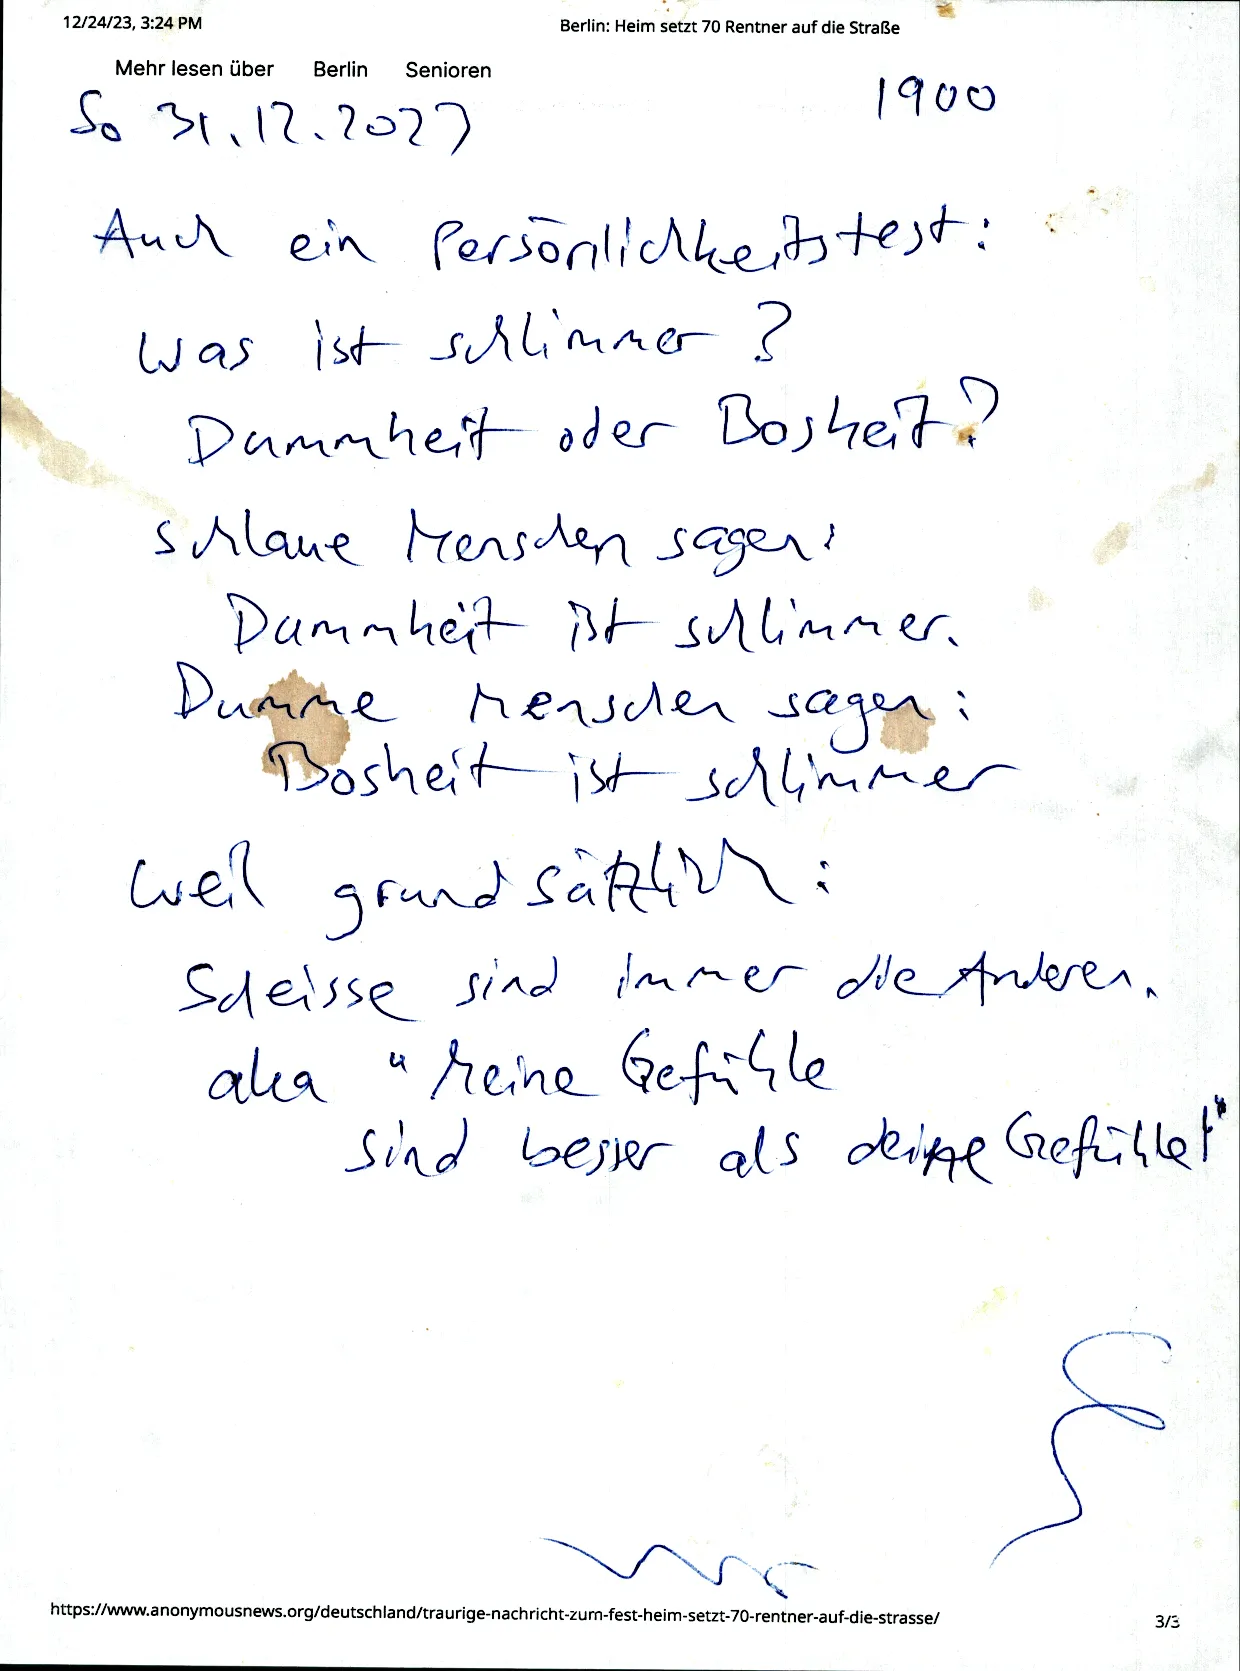 12/24/23, 3:24 PM Berlin: Heim setzt 70 Rentner auf die Straße
Mehr lesen über Berlin Senioren
So 31.12.2023 1900
Auch ein Persönlichkeitstest:
Was ist schlimmer?
Dummheit oder Bosheit?
schlaue Menschen sagen:
Dummheit ist schlimmer.
Dumme Menschen sagen:
Bosheit ist schlimmer
weil grundsätzlich:
Scheisse sind immer die Anderen.
aka "Meine Gefühle
sind besser als deine Gefühle!"
https://www.anonymousnews.org/deutschland/traurige-nachricht-zum-fest-heim-setzt-70-rentner-auf-die-strasse/ 3/3